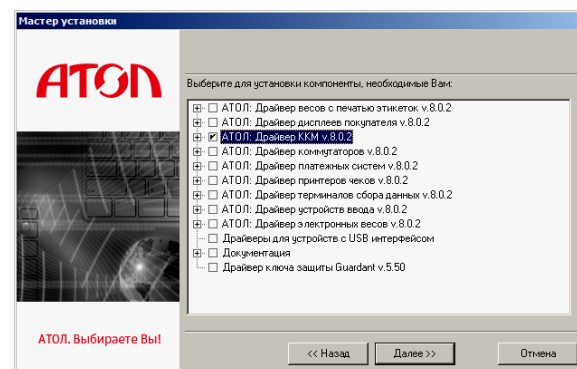 Мастер установки
АТОЛ
Выберите для установки компоненты, необходимые Вам:
АТОЛ: Драйвер весов с печатью этикеток v.8.0.2
АТОЛ: Драйвер дисплеев покупателя v.8.0.2
АТОЛ: Драйвер ККМ v.8.0.2
АТОЛ: Драйвер коммутаторов v.8.0.2
АТОЛ: Драйвер платежных систем v.8.0.2
АТОЛ: Драйвер принтеров чеков v.8.0.2
АТОЛ: Драйвер терминалов сбора данных v.8.0.2
АТОЛ: Драйвер устройств ввода v.8.0.2
АТОЛ: Драйвер электронных весов v.8.0.2
Драйверы для устройств с USB интерфейсом
Документация
Драйвер ключа защиты Guardant v.5.50
АТОЛ. Выбираете Вы!
<< Назад
Далее >>
Отмена